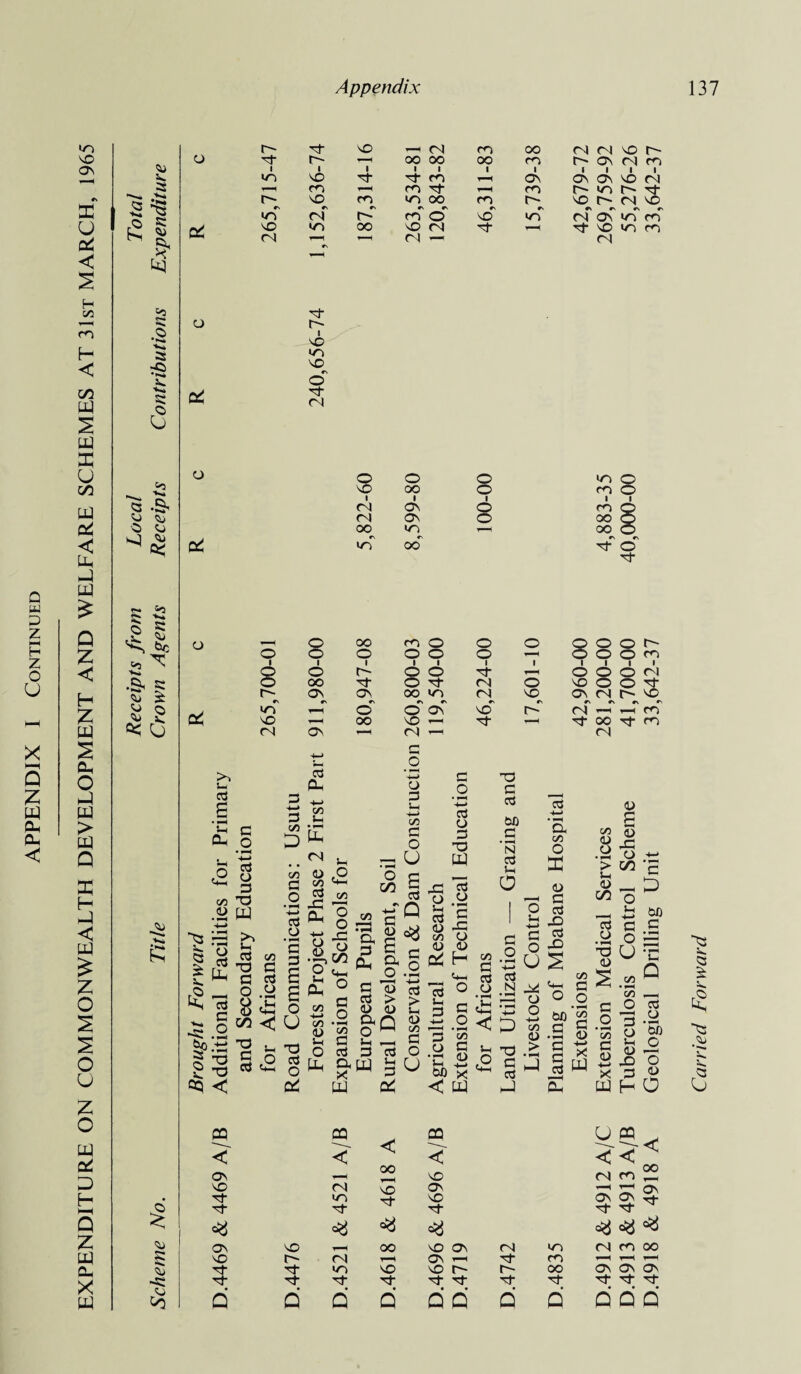 Appendix 137
APPENDIX I CONTINUED
EXPENDITURE ON COMMONWEALTH DEVELOPMENT AND WELFARE SCHEMES AT 31ST MARCH, 1965
Scheme No. Title Receipts from Crown Agents Local Receipts Contributions Total Expenditure
R c R c R c R c
Brought Forward
D.4469 & 4469 A/B Additional Facilities for Primary
and Secondary Education
for Africans 265,700-01 265,715-47
D.4476 Road Communications: Usutu
Forests Project Phase 2 First Part 911,980-00 240,656-74 1,152,636-74
D.4521 & 4521 A/B Expansions of Schools for
European Pupils 180,947-08 5,822-60 187,314-16
D.4618 & 4618 A Rural Development, Soil
Conservation & Dam Construction 260,800-03 8,599-80 263,534-81
D.4696 & 4696 A/B Agricultural Research 119,540-00 120,843-82
D.4719 Extension of Technical Education
for Africans 46,224-00 100-00 46,311-83
D.4742 Land Utilization — Grazing and
Livestock Control 17,601-10 15,739-38
D.4835 Planning of Mbabane Hospital
Extensions 42,960-00 42,679-72
D.4912 & 4912 A/C Extension Medical Services 281,200-00 4,883-35 269,759-92
D.4913 & 4913 A/B Tuberculosis Control Scheme 41,700-00 40,000-00 55,276-26
D.4918 & 4918 A Geological Drilling Unit 33,642-37 33,642-37
Carried Forward